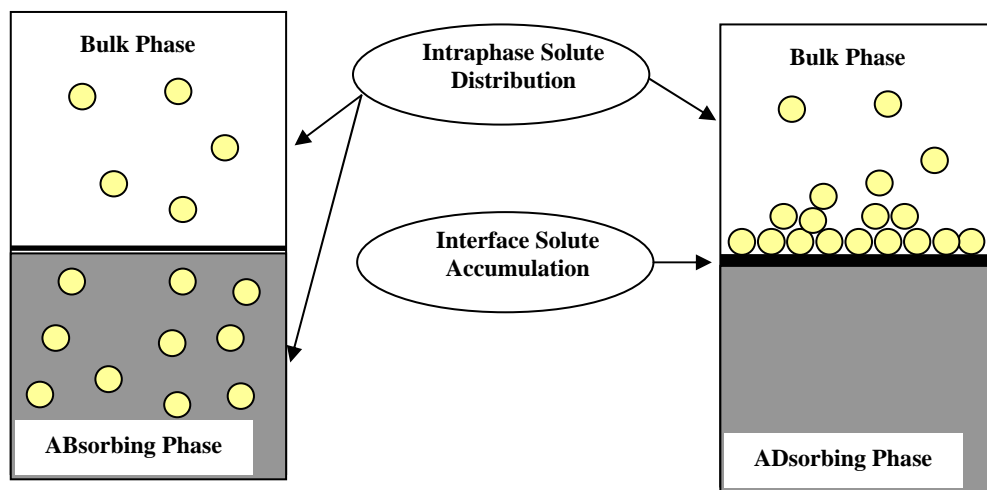 Bulk Phase
Intraphase Solute
Distribution
Bulk Phase
Interface Solute
Accumulation
ABsorbing Phase
ADsorbing Phase